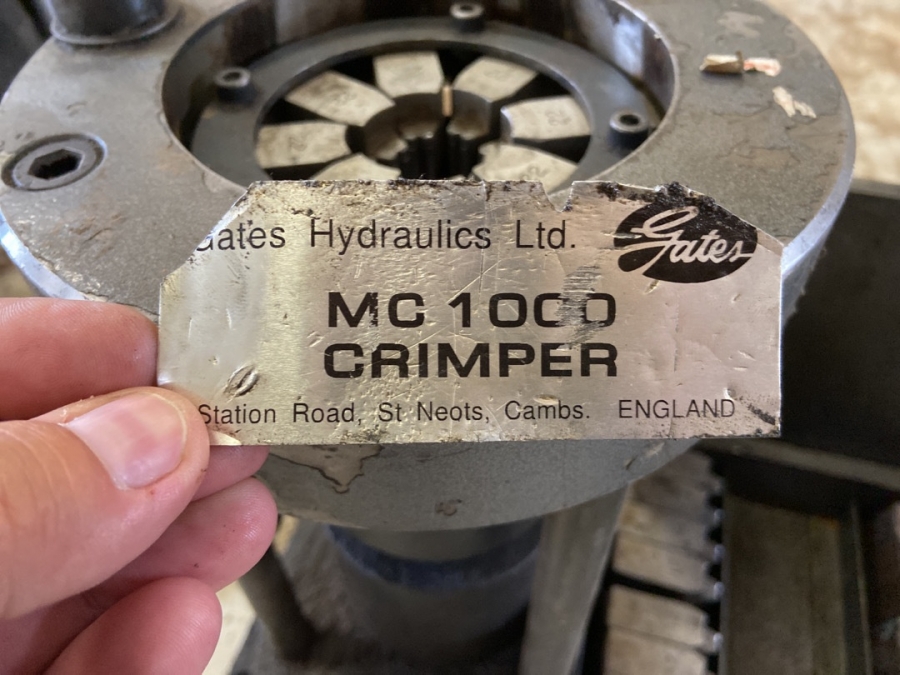 Gates Hydraulics Ltd.
Gates
MC 1000
CRIMPER
Station Road, St Neots, Cambs. ENGLAND